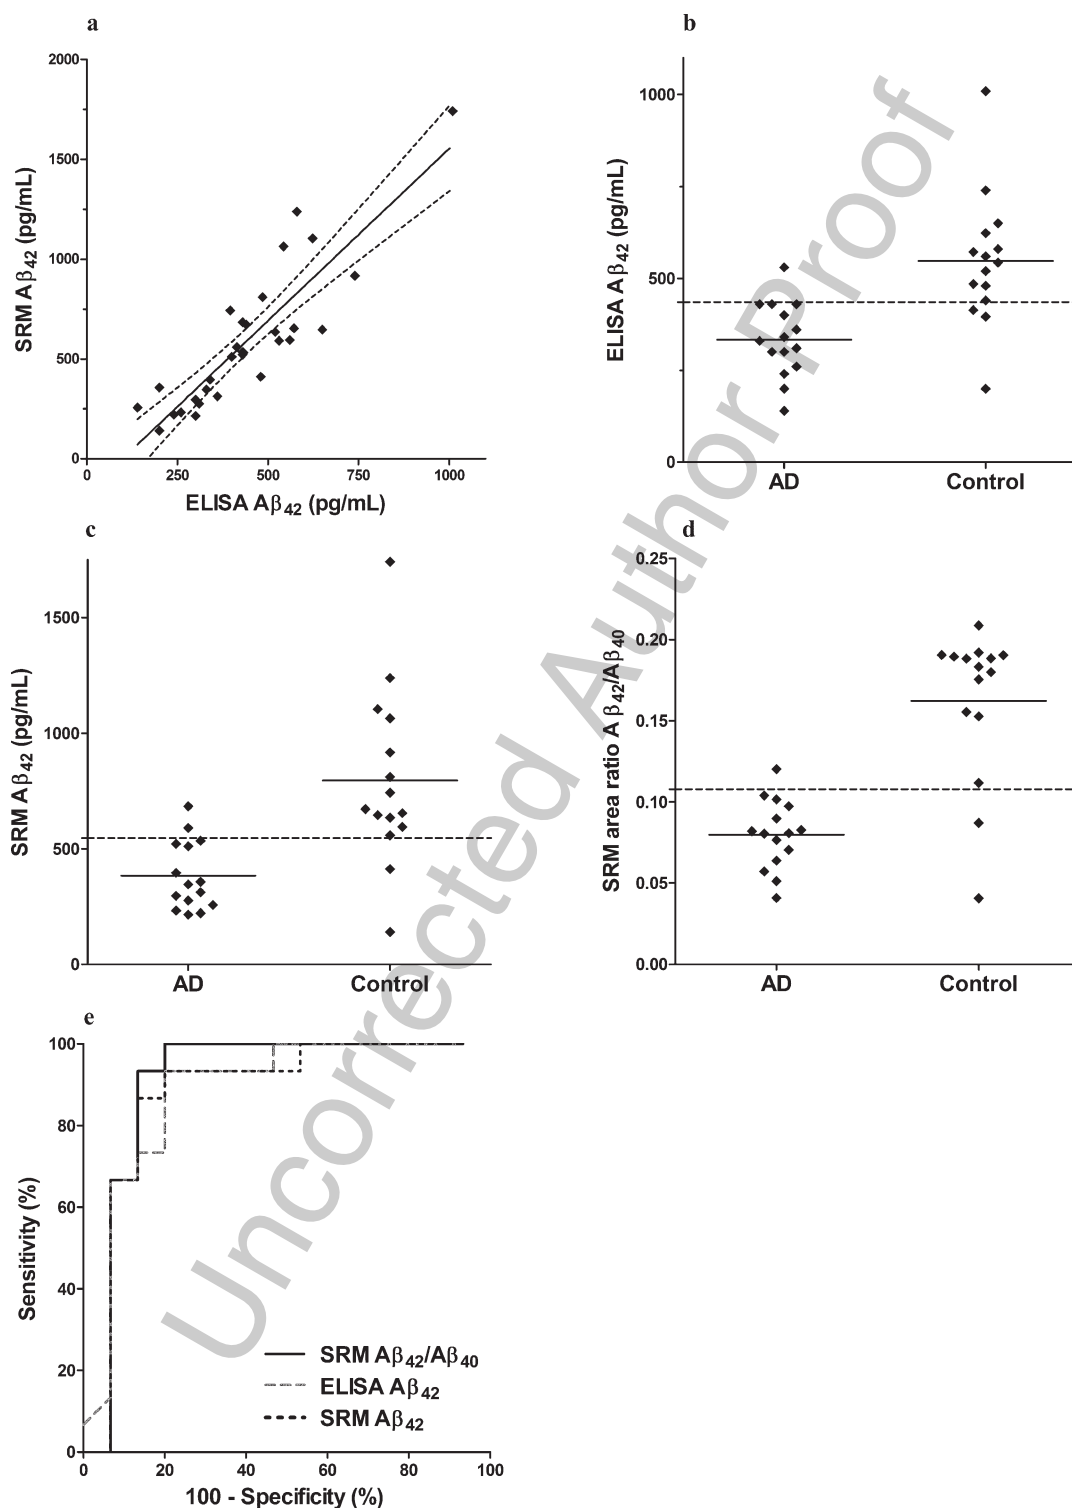 a
2000
1500
1000
500
0
SRM Aβ42 (pg/mL)
0
250
500
750
1000
ELISA Aβ42 (pg/mL)
b
1000
500
0
ELISA Aβ42 (pg/mL)
AD
Control
c
1500
1000
500
0
SRM Aβ42 (pg/mL)
AD
Control
d
0.25
0.20
0.15
0.10
0.05
0.00
SRM area ratio A β42/Aβ40
AD
Control
e
100
80
60
40
20
0
Sensitivity (%)
SRM Aβ42/Aβ40
ELISA Aβ42
SRM Aβ42
0
20
40
60
80
100
100 - Specificity (%)
Uncorrected Author Proof